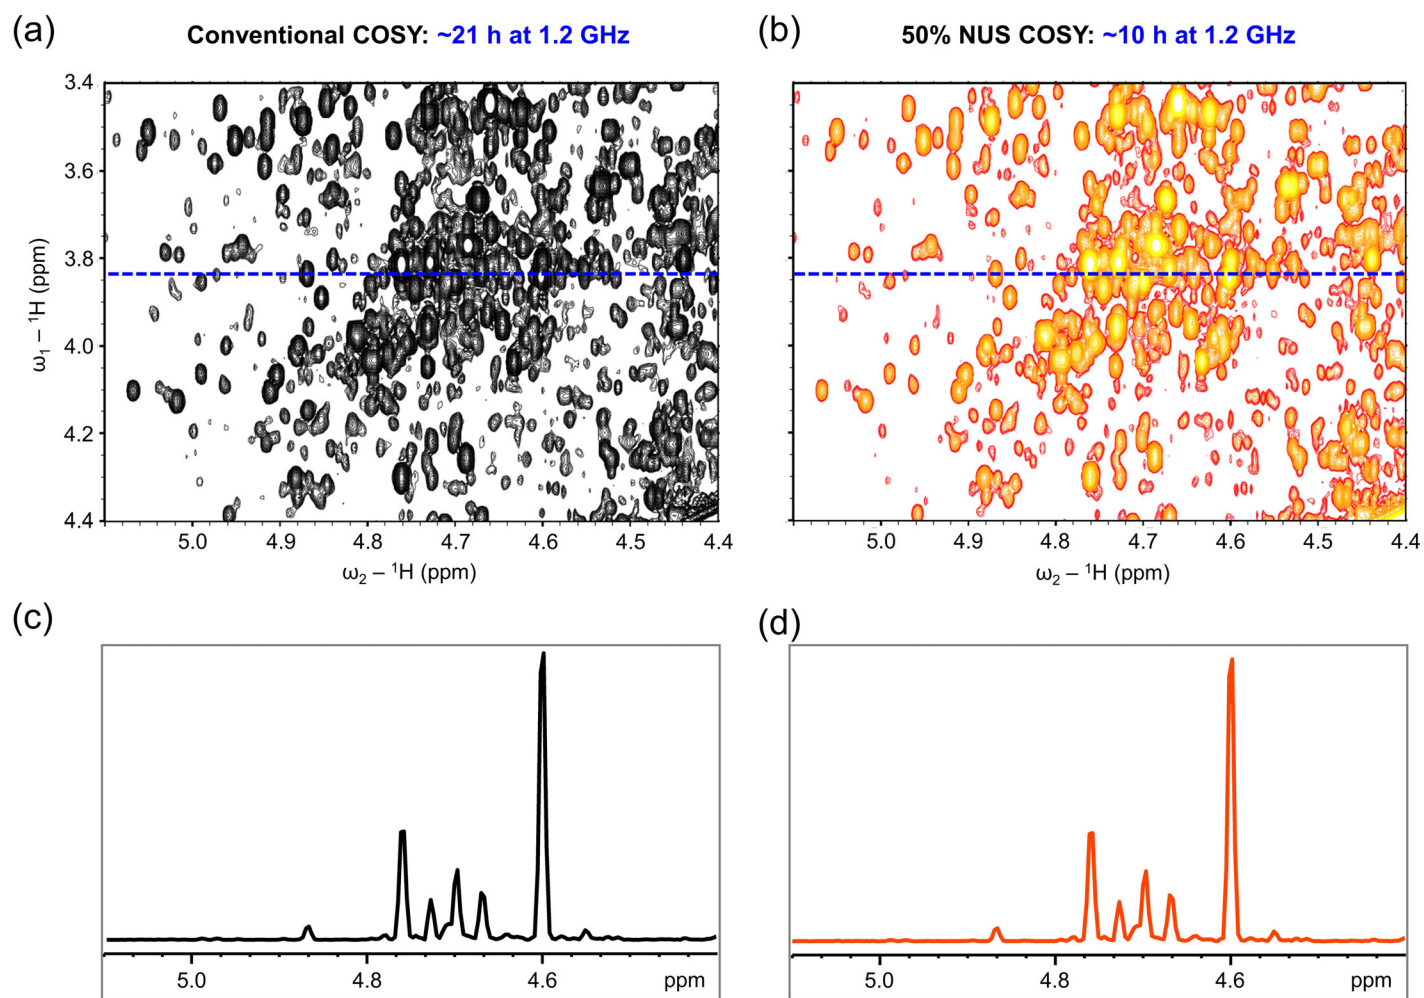 (a) Conventional COSY: ~21 h at 1.2 GHz
(b) 50% NUS COSY: ~10 h at 1.2 GHz
3.4
3.6
3.8
4.0
4.2
4.4
ω₁ – ¹H (ppm)
5.0 4.9 4.8 4.7 4.6 4.5 4.4
ω₂ – ¹H (ppm)
5.0 4.9 4.8 4.7 4.6 4.5 4.4
ω₂ – ¹H (ppm)
(c)
(d)
5.0 4.8 4.6 ppm
5.0 4.8 4.6 ppm